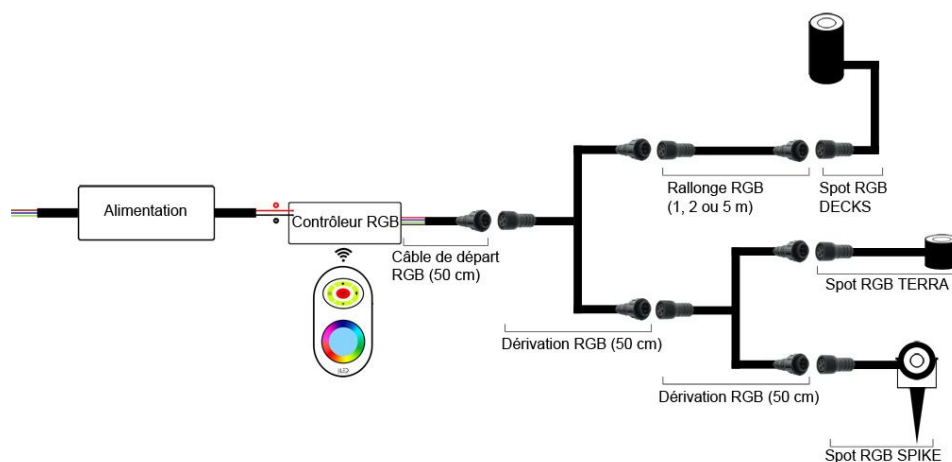 Alimentation
Contrôleur RGB
Câble de départ
RGB (50 cm)
Dérivation RGB (50 cm)
Rallonge RGB
(1, 2 ou 5 m)
Spot RGB
DECKS
Spot RGB TERRA
Dérivation RGB (50 cm)
Spot RGB SPIKE